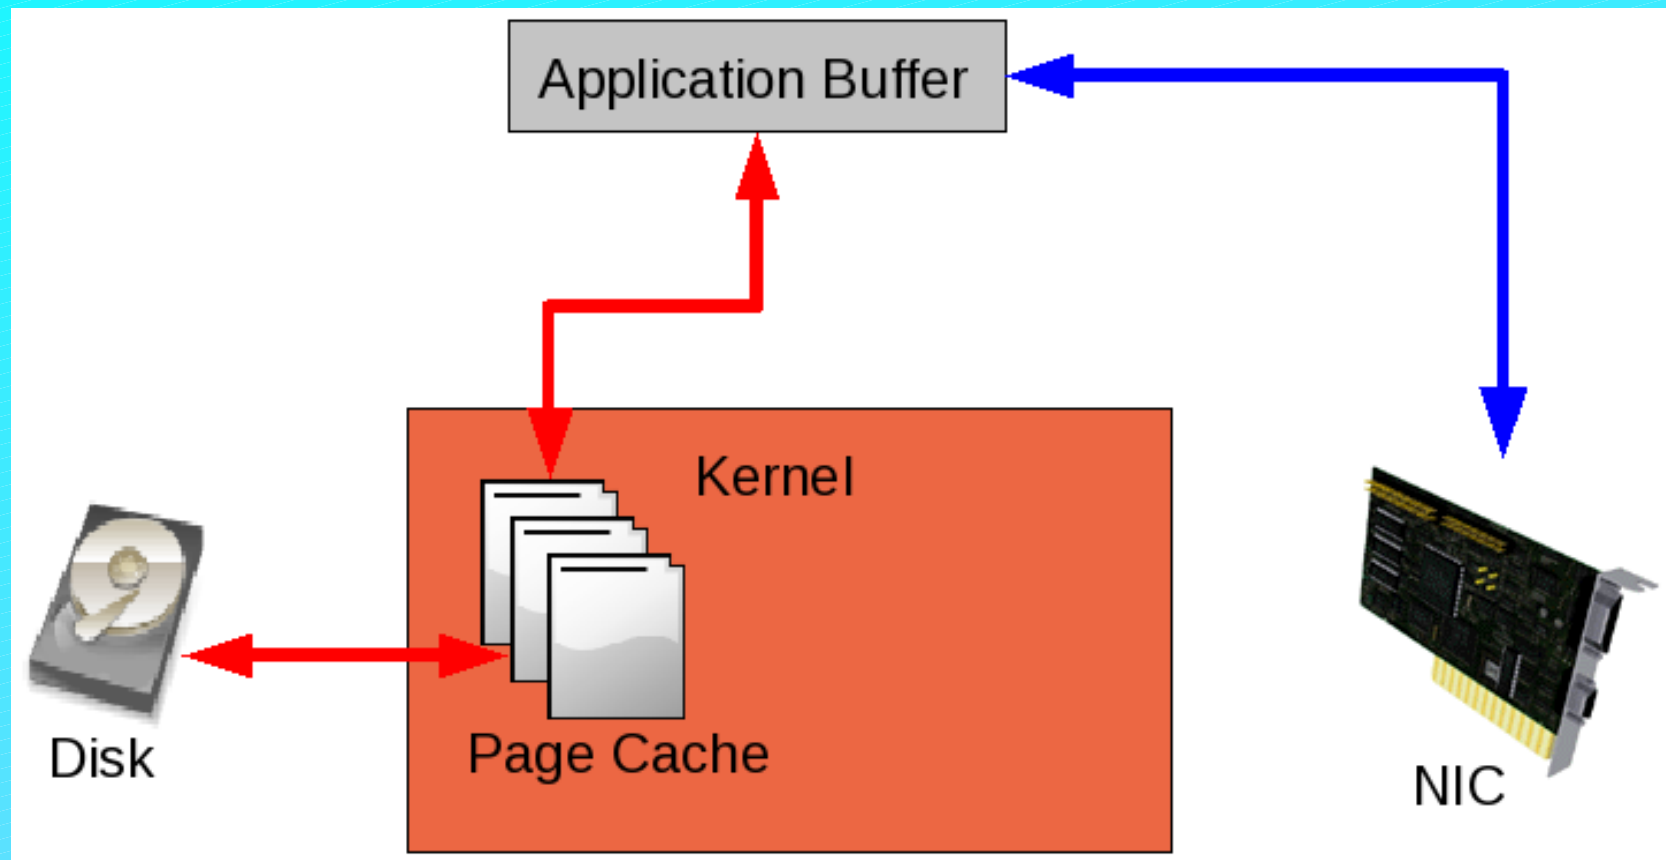 Application Buffer
Kernel
Page Cache
Disk
NIC